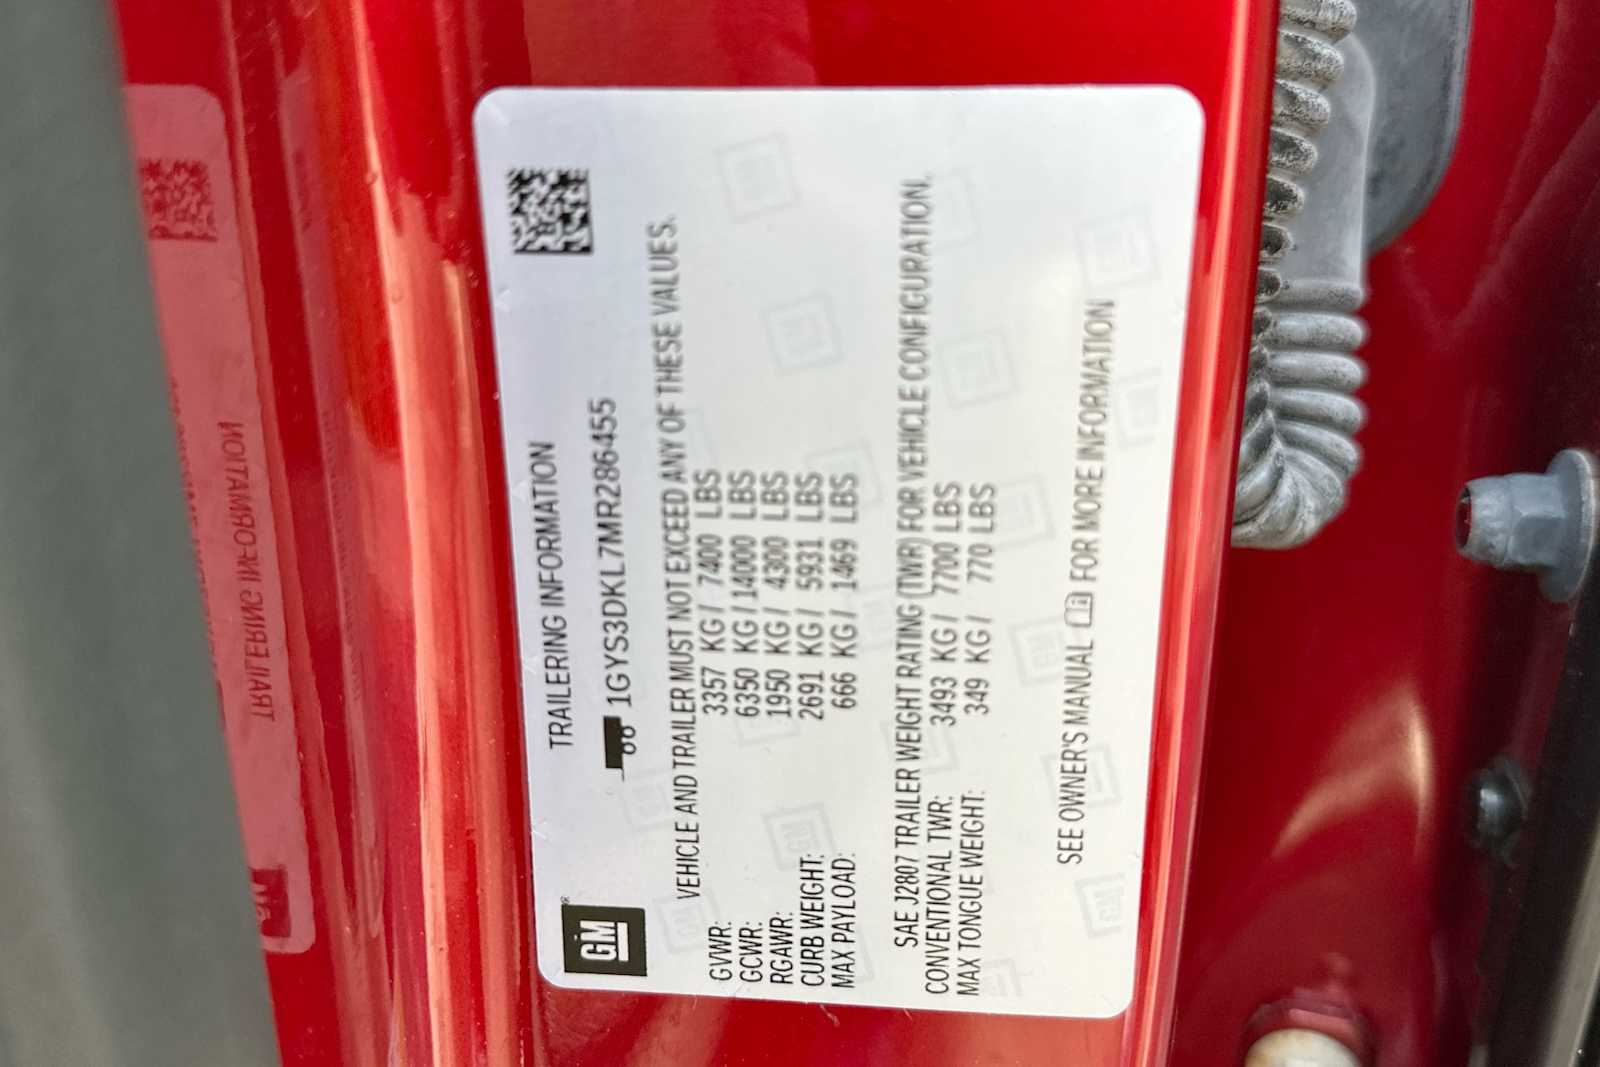 GM
TRAILERING INFORMATION
1GYS3DKL7MR286455
VEHICLE AND TRAILER MUST NOT EXCEED ANY OF THESE VALUES.
GVWR: 3357 KG / 7400 LBS
GCWR: 6350 KG / 14000 LBS
RGAWR: 1950 KG / 4300 LBS
CURB WEIGHT: 2691 KG / 5931 LBS
MAX PAYLOAD: 666 KG / 1469 LBS
SAE J2807 TRAILER WEIGHT RATING (TWR) FOR VEHICLE CONFIGURATION.
CONVENTIONAL TWR: 3493 KG / 7700 LBS
MAX TONGUE WEIGHT: 349 KG / 770 LBS
SEE OWNER'S MANUAL FOR MORE INFORMATION
TRAILERING INFORMATION